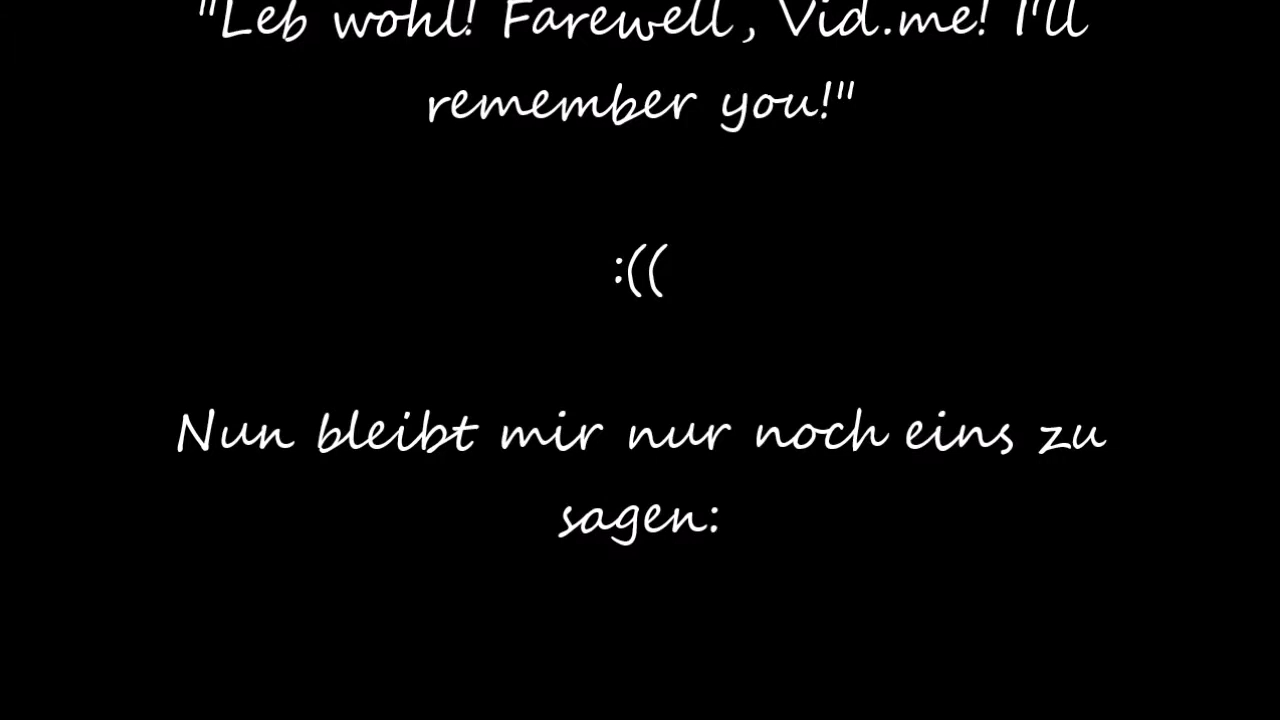 "Leb wohl! Farewell, Vid.me! I'll
remember you!"
:((
Nun bleibt mir nur noch eins zu
sagen: